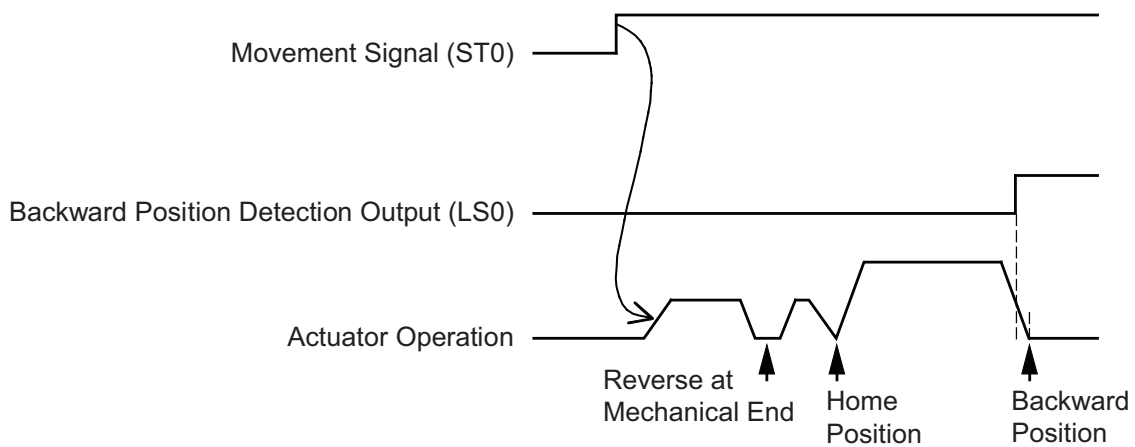 Movement Signal (ST0)
Backward Position Detection Output (LS0)
Actuator Operation
Reverse at
Mechanical End
Home
Position
Backward
Position